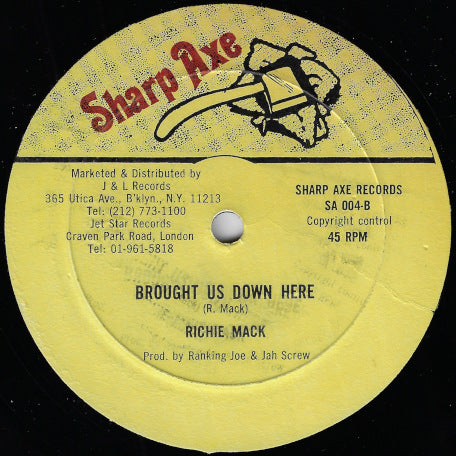 Sharp Axe
Marketed & Distributed by
J & L Records
365 Utica Ave., B'klyn., N.Y. 11213
Tel: (212) 773-1100
Jet Star Records
Craven Park Road, London
Tel: 01-961-5818
SHARP AXE RECORDS
SA 004-B
Copyright control
45 RPM
BROUGHT US DOWN HERE
(R. Mack)
RICHIE MACK
Prod. by Ranking Joe & Jah Screw